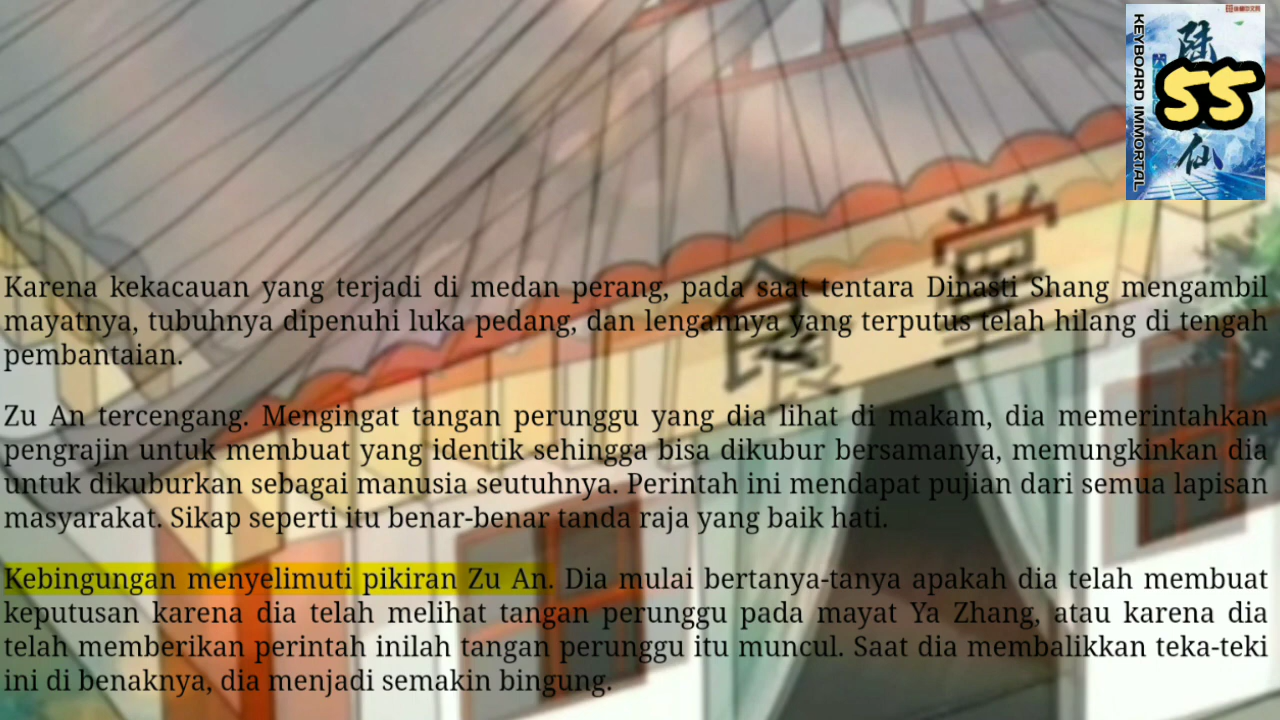 KEYBOARD IMMORTAL
陆
55
仙
食堂
Karena kekacauan yang terjadi di medan perang, pada saat tentara Dinasti Shang mengambil
mayatnya, tubuhnya dipenuhi luka pedang, dan lengannya yang terputus telah hilang di tengah
pembantaian.
Zu An tercengang. Mengingat tangan perunggu yang dia lihat di makam, dia memerintahkan
pengrajin untuk membuat yang identik sehingga bisa dikubur bersamanya, memungkinkan dia
untuk dikuburkan sebagai manusia seutuhnya. Perintah ini mendapat pujian dari semua lapisan
masyarakat. Sikap seperti itu benar-benar tanda raja yang baik hati.
Kebingungan menyelimuti pikiran Zu An. Dia mulai bertanya-tanya apakah dia telah membuat
keputusan karena dia telah melihat tangan perunggu pada mayat Ya Zhang, atau karena dia
telah memberikan perintah inilah tangan perunggu itu muncul. Saat dia membalikkan teka-teki
ini di benaknya, dia menjadi semakin bingung.